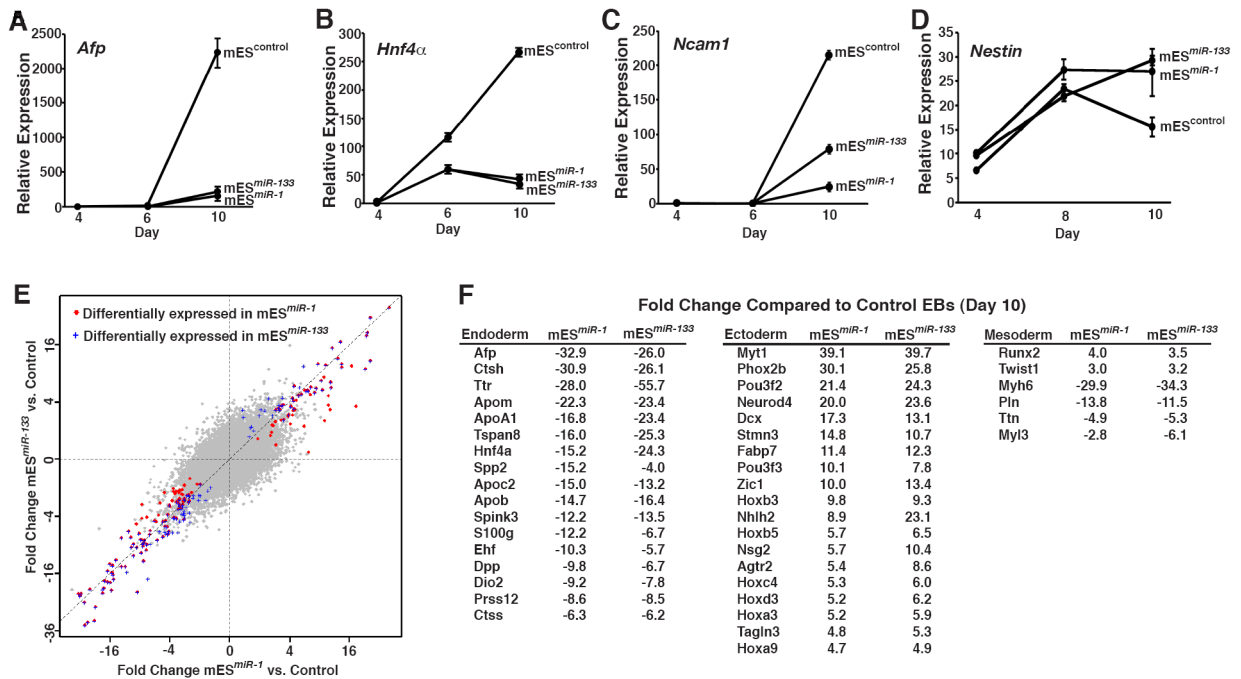 A
Afp
Relative Expression
2500
2000
1500
1000
500
0
4
6
10
Day
mES^control
mES^miR-133
mES^miR-1
B
Hnf4α
Relative Expression
300
250
200
150
100
50
0
4
6
10
Day
mES^control
mES^miR-1
mES^miR-133
C
Ncam1
Relative Expression
250
200
150
100
50
0
4
6
10
Day
mES^control
mES^miR-133
mES^miR-1
D
Nestin
Relative Expression
35
30
25
20
15
10
5
0
4
8
10
Day
mES^miR-133
mES^miR-1
mES^control
E
Differentially expressed in mES^miR-1
Differentially expressed in mES^miR-133
Fold Change mES^miR-133 vs. Control
16
4
0
-4
-16
-36
-16
-4
0
4
16
Fold Change mES^miR-1 vs. Control
F
Fold Change Compared to Control EBs (Day 10)
Endoderm mES^miR-1 mES^miR-133
Afp -32.9 -26.0
Ctsh -30.9 -26.1
Ttr -28.0 -55.7
Apom -22.3 -23.4
ApoA1 -16.8 -23.4
Tspan8 -16.0 -25.3
Hnf4a -15.2 -24.3
Spp2 -15.2 -4.0
Apoc2 -15.0 -13.2
Apob -14.7 -16.4
Spink3 -12.2 -13.5
S100g -12.2 -6.7
Ehf -10.3 -5.7
Dpp -9.8 -6.7
Dio2 -9.2 -7.8
Prss12 -8.6 -8.5
Ctss -6.3 -6.2
Ectoderm mES^miR-1 mES^miR-133
Myt1 39.1 39.7
Phox2b 30.1 25.8
Pou3f2 21.4 24.3
Neurod4 20.0 23.6
Dcx 17.3 13.1
Stmn3 14.8 10.7
Fabp7 11.4 12.3
Pou3f3 10.1 7.8
Zic1 10.0 13.4
Hoxb3 9.8 9.3
Nhlh2 8.9 23.1
Hoxb5 5.7 6.5
Nsg2 5.7 10.4
Agtr2 5.4 8.6
Hoxc4 5.3 6.0
Hoxd3 5.2 6.2
Hoxa3 5.2 5.9
Tagln3 4.8 5.3
Hoxa9 4.7 4.9
Mesoderm mES^miR-1 mES^miR-133
Runx2 4.0 3.5
Twist1 3.0 3.2
Myh6 -29.9 -34.3
Pln -13.8 -11.5
Ttn -4.9 -5.3
Myl3 -2.8 -6.1